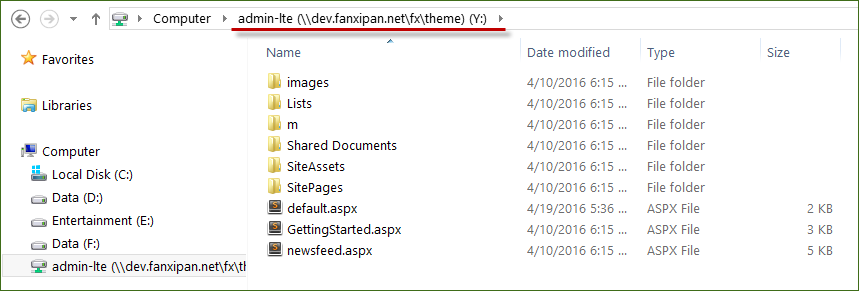 Computer admin-lte (\\dev.fanxipan.net\fx\theme) (Y:)
Favorites
Libraries
Computer
Local Disk (C:)
Data (D:)
Entertainment (E:)
Data (F:)
admin-lte (\\dev.fanxipan.net\fx\th
Name Date modified Type Size
images 4/10/2016 6:15 ... File folder
Lists 4/10/2016 6:15 ... File folder
m 4/10/2016 6:15 ... File folder
Shared Documents 4/10/2016 6:15 ... File folder
SiteAssets 4/10/2016 6:15 ... File folder
SitePages 4/10/2016 6:15 ... File folder
default.aspx 4/19/2016 5:36 ... ASPX File 2 KB
GettingStarted.aspx 4/10/2016 6:15 ... ASPX File 3 KB
newsfeed.aspx 4/10/2016 6:15 ... ASPX File 5 KB